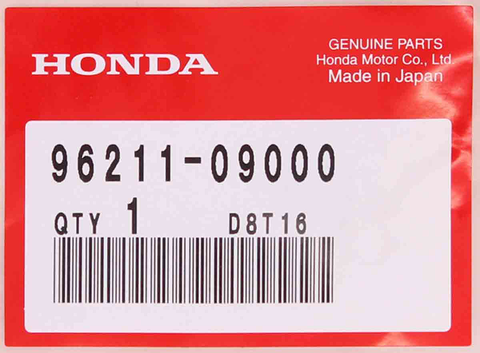 HONDA
GENUINE PARTS
Honda Motor Co., Ltd
Made in Japan
96211-09000
QTY 1 D8T16